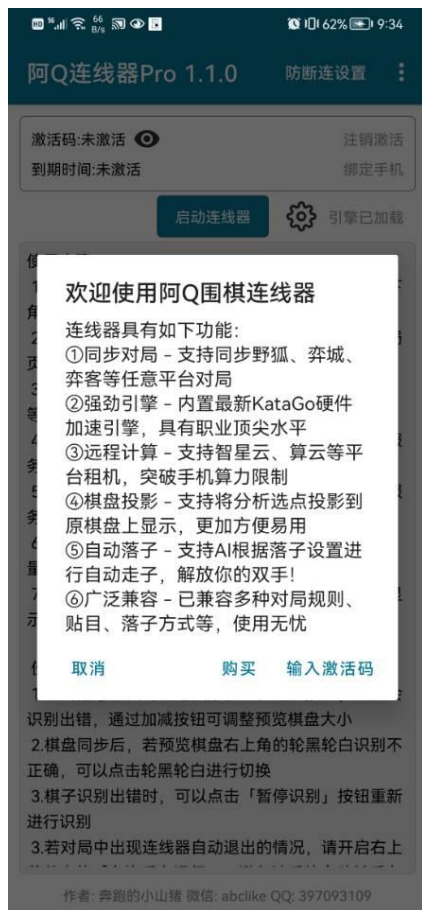 HD 5G 66 B/s 62% 9:34
阿Q连线器Pro 1.1.0 防断连设置
激活码:未激活 注销激活
到期时间:未激活 绑定手机
启动连线器 引擎已加载
欢迎使用阿Q围棋连线器
连线器具有如下功能:
①同步对局 – 支持同步野狐、弈城、
弈客等任意平台对局
②强劲引擎 – 内置最新KataGo硬件
加速引擎，具有职业顶尖水平
③远程计算 – 支持智星云、算云等平
台租机，突破手机算力限制
④棋盘投影 – 支持将分析选点投影到
原棋盘上显示，更加方便易用
⑤自动落子 – 支持AI根据落子设置进
行自动走子，解放你的双手!
⑥广泛兼容 – 已兼容多种对局规则、
贴目、落子方式等，使用无忧
取消 购买 输入激活码
识别出错，通过加减按钮可调整预览棋盘大小
2.棋盘同步后，若预览棋盘右上角的轮黑轮白识别不
正确，可以点击轮黑轮白进行切换
3.棋子识别出错时，可以点击「暂停识别」按钮重新
进行识别
3.若对局中出现连线器自动退出的情况，请开启右上
作者: 奔跑的小山猪 微信: abclike QQ: 397093109